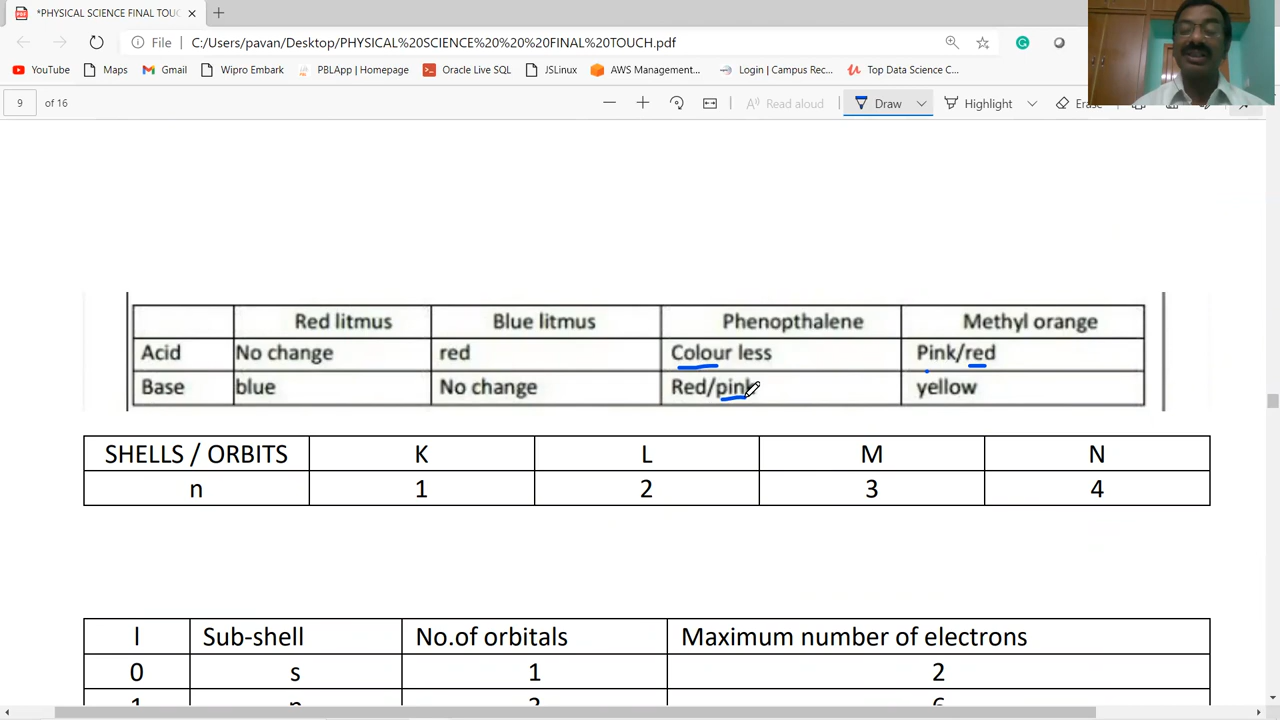 *PHYSICAL SCIENCE FINAL TOUC
File C:/Users/pavan/Desktop/PHYSICAL%20SCIENCE%20%20%20FINAL%20TOUCH.pdf
YouTube Maps Gmail Wipro Embark PBLApp | Homepage Oracle Live SQL JSLinux AWS Management... Login | Campus Rec... Top Data Science C...
9 of 16 Read aloud Draw Highlight Erase
Red litmus Blue litmus Phenopthalene Methyl orange
Acid No change red Colour less Pink/red
Base blue No change Red/pink yellow
SHELLS / ORBITS K L M N
n 1 2 3 4
l Sub-shell No.of orbitals Maximum number of electrons
0 s 1 2